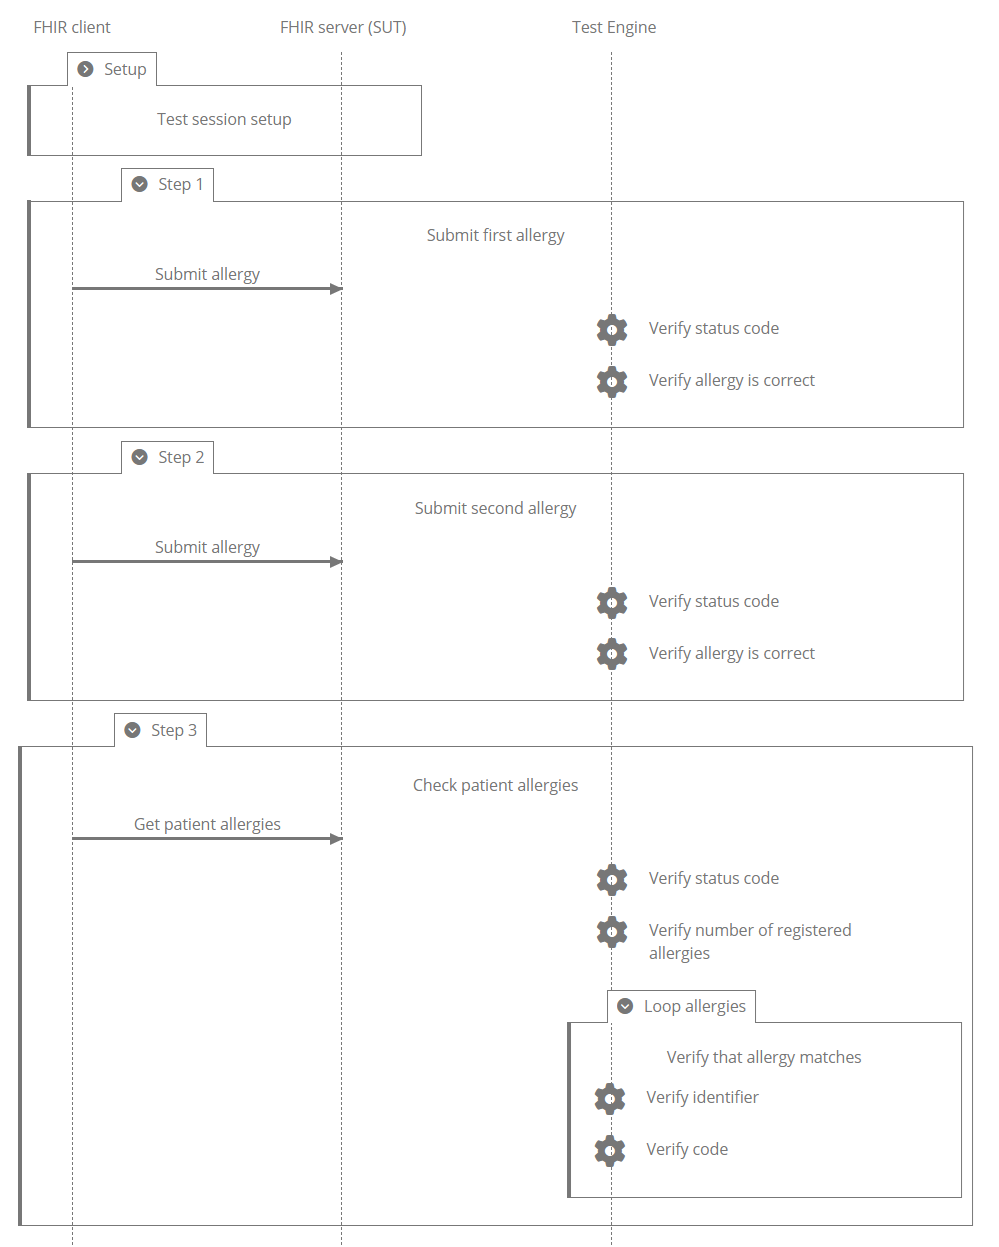 FHIR client
FHIR server (SUT)
Test Engine
Setup
Test session setup
Step 1
Submit first allergy
Submit allergy
Verify status code
Verify allergy is correct
Step 2
Submit second allergy
Submit allergy
Verify status code
Verify allergy is correct
Step 3
Check patient allergies
Get patient allergies
Verify status code
Verify number of registered
allergies
Loop allergies
Verify that allergy matches
Verify identifier
Verify code